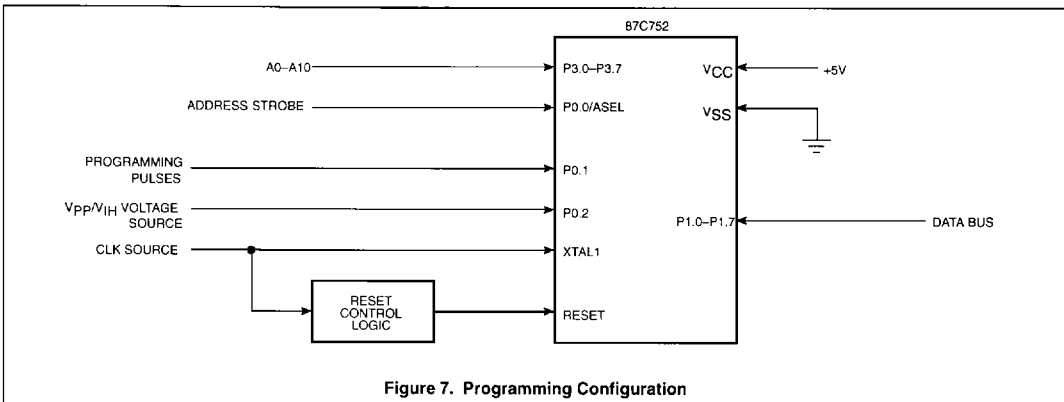 87C752
A0–A10
P3.0–P3.7
VCC
+5V
ADDRESS STROBE
P0.0/ASEL
VSS
PROGRAMMING
PULSES
P0.1
VPP/VIH VOLTAGE
SOURCE
P0.2
P1.0–P1.7
DATA BUS
CLK SOURCE
XTAL1
RESET
CONTROL
LOGIC
RESET
Figure 7. Programming Configuration